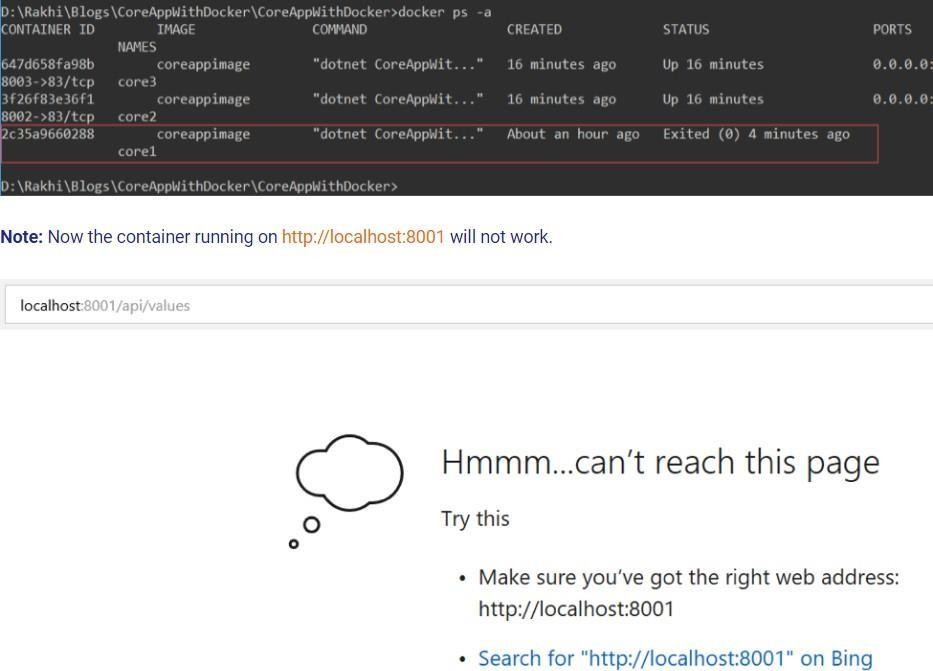 D:\Rakhi\Blogs\CoreAppWithDocker\CoreAppWithDocker>docker ps -a
CONTAINER ID IMAGE COMMAND CREATED STATUS PORTS
NAMES
647d658fa98b coreappimage "dotnet CoreAppWit..." 16 minutes ago Up 16 minutes 0.0.0.0:
8003->83/tcp core3
3f26f83e36f1 coreappimage "dotnet CoreAppWit..." 16 minutes ago Up 16 minutes 0.0.0.0:
8002->83/tcp core2
2c35a9660288 coreappimage "dotnet CoreAppWit..." About an hour ago Exited (0) 4 minutes ago
core1
D:\Rakhi\Blogs\CoreAppWithDocker\CoreAppWithDocker>
Note: Now the container running on http://localhost:8001 will not work.
localhost:8001/api/values
Hmmm...can't reach this page
Try this
• Make sure you've got the right web address:
http://localhost:8001
• Search for "http://localhost:8001" on Bing